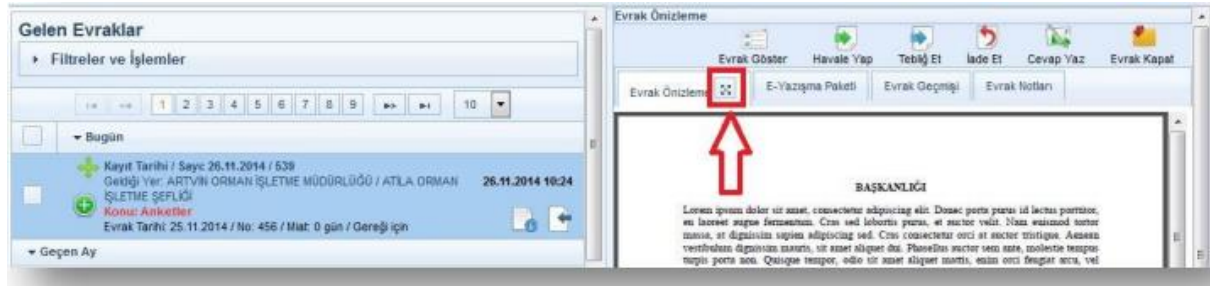 Gelen Evraklar
Filtreler ve İşlemler
1 2 3 4 5 6 7 8 9 10
Bugün
Kayıt Tarihi / Sayı: 26.11.2014 / 539
Geldiği Yer: ARTVİN ORMAN İŞLETME MÜDÜRLÜĞÜ / ATİLA ORMAN 26.11.2014 10:24
İŞLETME ŞEFLİĞİ
Konu: Anketler
Evrak Tarihi: 25.11.2014 / No: 456 / Miat: 0 gün / Gereği için
Geçen Ay
Evrak Önizleme
Evrak Göster Havale Yap Tebliğ Et İade Et Cevap Yaz Evrak Kapat
Evrak Önizleme E-Yazışma Paketi Evrak Geçmişi Evrak Notları
BAŞKANLIĞI
Lorem ipsum dolor sit amet, consectetur adipiscing elit. Donec porta purus id lectus porttitor,
eu laoreet augue fermentum. Cras sed lobortis purus, et auctor velit. Nam euismod tortor
massa, et dignissim sapien adipiscing sed. Cras consectetur orci at auctor tristique. Aenean
vestibulum dignissim mauris, sit amet aliquet dui. Phasellus auctor sem ante, molestie tempus
turpis porta non. Quisque tempor, odio sit amet aliquet mattis, enim orci feugiat arcu, vel